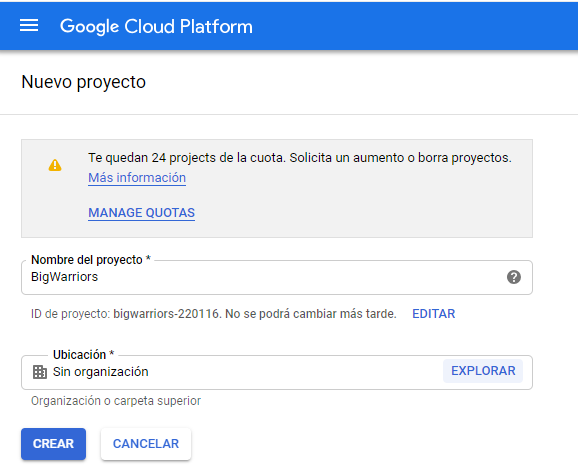 Google Cloud Platform
Nuevo proyecto
Te quedan 24 projects de la cuota. Solicita un aumento o borra proyectos.
Más información
MANAGE QUOTAS
Nombre del proyecto *
BigWarriors
ID de proyecto: bigwarriors-220116. No se podrá cambiar más tarde. EDITAR
Ubicación *
Sin organización EXPLORAR
Organización o carpeta superior
CREAR CANCELAR